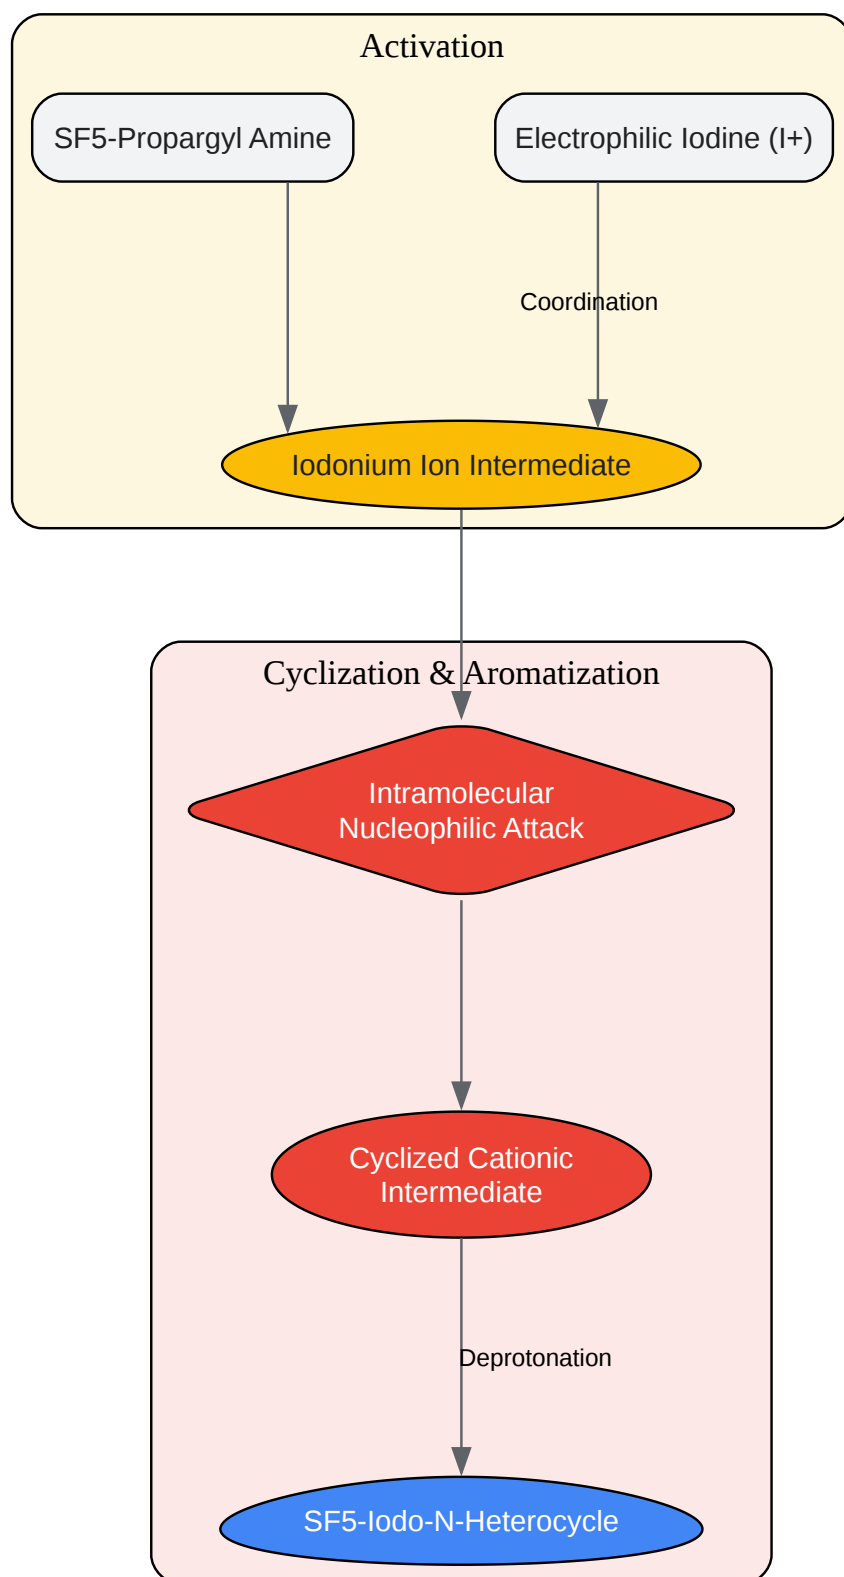 Activation
SF5-Propargyl Amine
Electrophilic Iodine (I+)
Coordination
Iodonium Ion Intermediate
Cyclization & Aromatization
Intramolecular
Nucleophilic Attack
Cyclized Cationic
Intermediate
Deprotonation
SF5-Iodo-N-Heterocycle